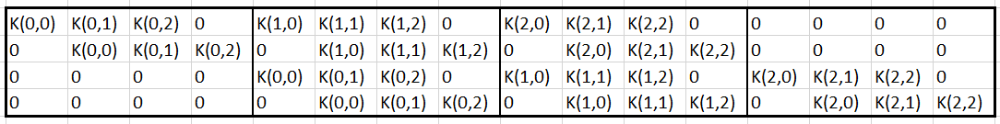 K(0,0) K(0,1) K(0,2) 0 K(1,0) K(1,1) K(1,2) 0 K(2,0) K(2,1) K(2,2) 0 0 0 0 0
0 K(0,0) K(0,1) K(0,2) 0 K(1,0) K(1,1) K(1,2) 0 K(2,0) K(2,1) K(2,2) 0 0 0 0
0 0 0 0 K(0,0) K(0,1) K(0,2) 0 K(1,0) K(1,1) K(1,2) 0 K(2,0) K(2,1) K(2,2) 0
0 0 0 0 0 K(0,0) K(0,1) K(0,2) 0 K(1,0) K(1,1) K(1,2) 0 K(2,0) K(2,1) K(2,2)